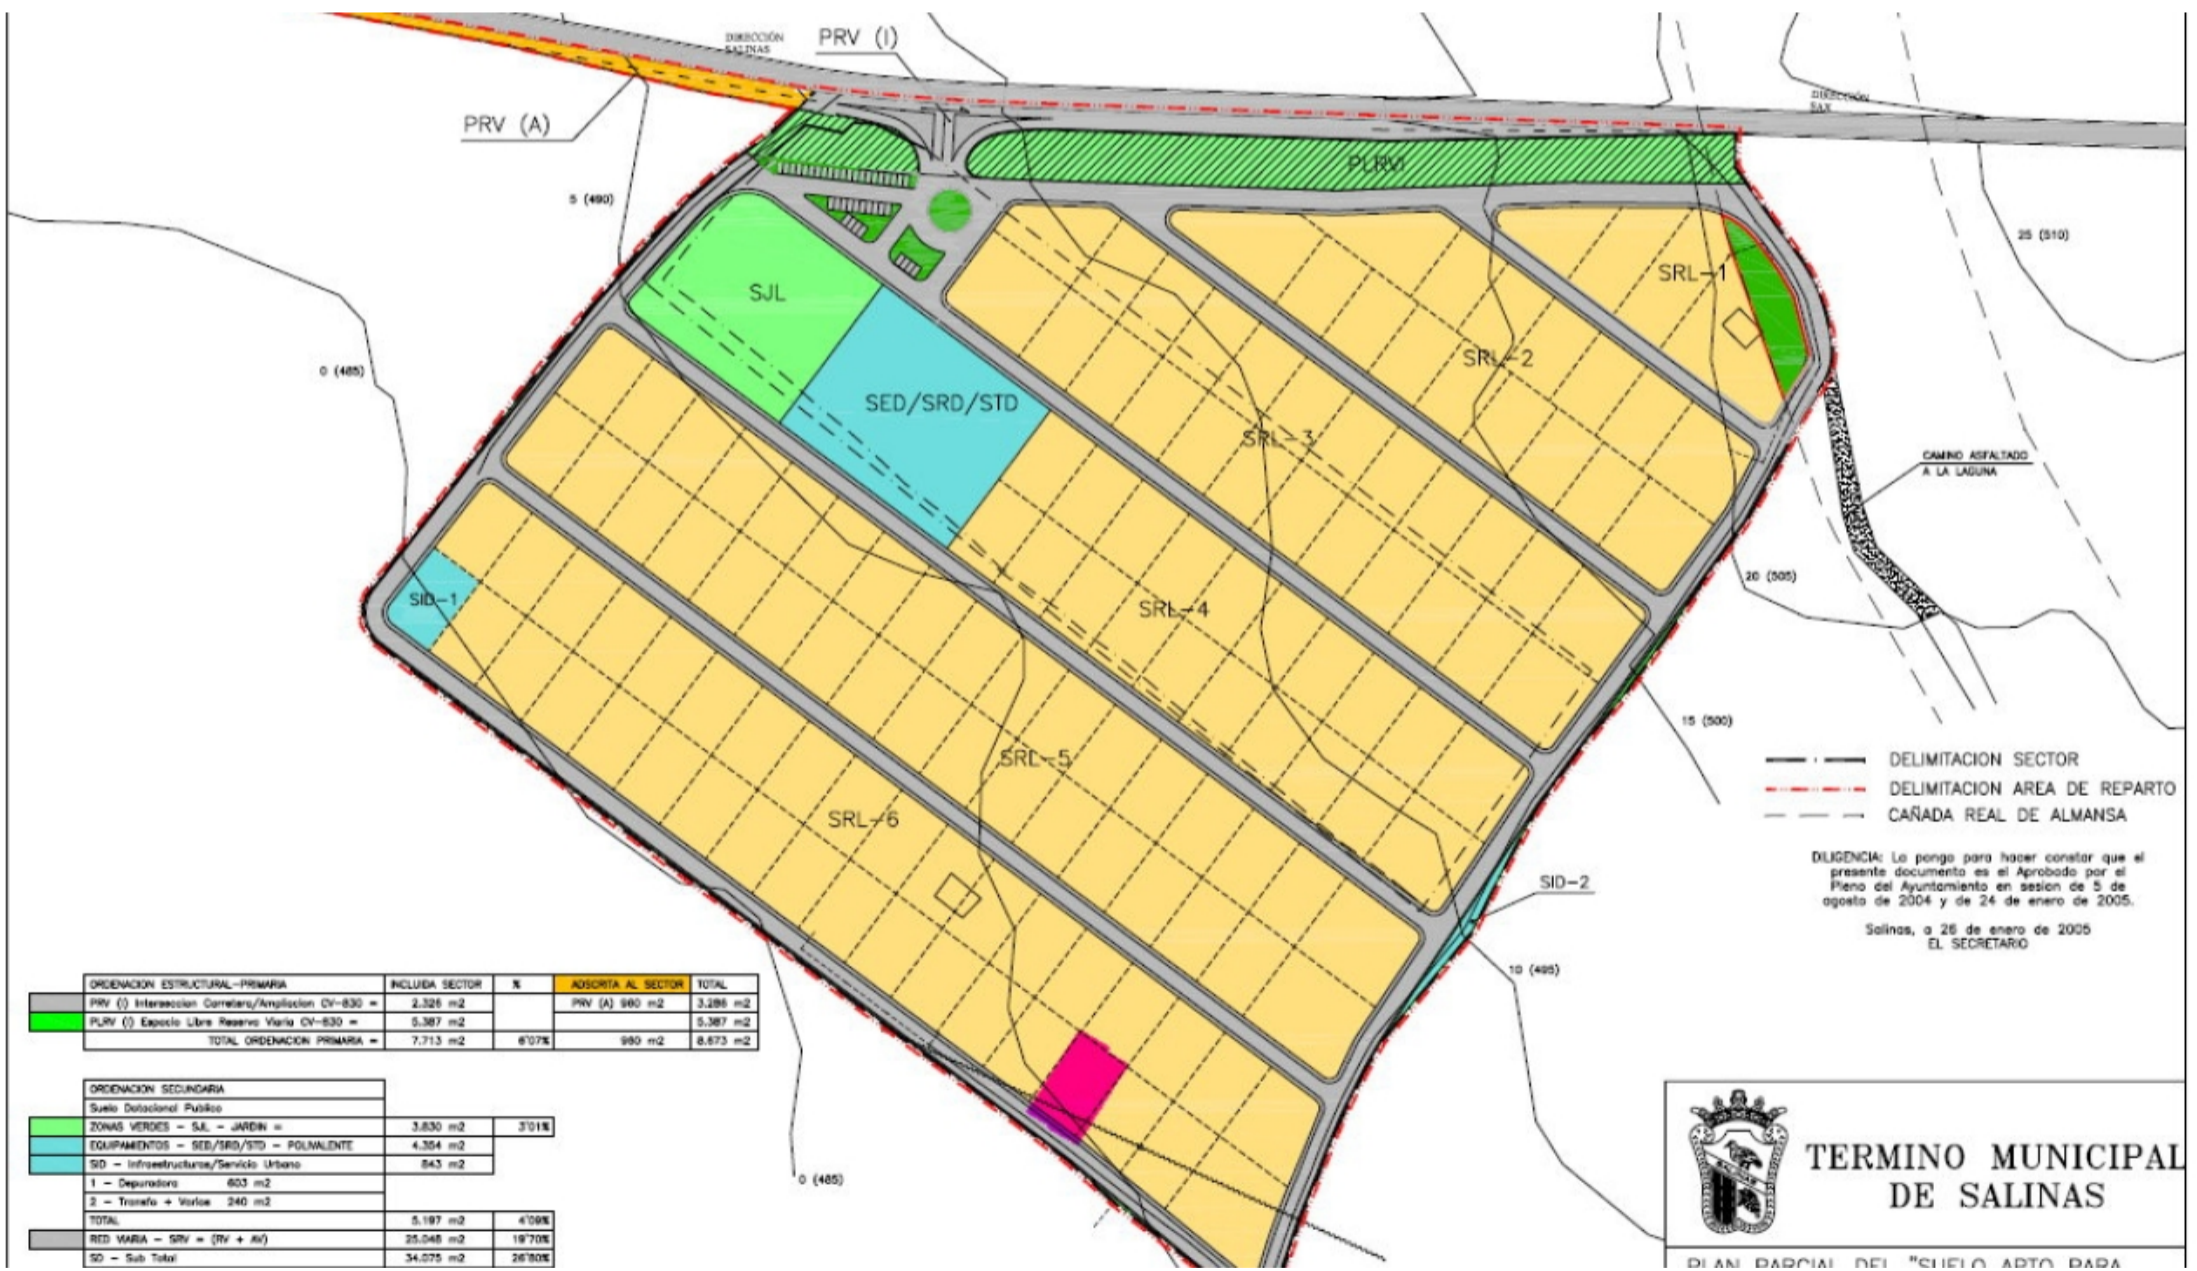 DIRECCIÓN
SALINAS
PRV (I)
PRV (A)
DIRECCIÓN
SAX
PLRVI
5 (490)
25 (510)
SJL
SRL-1
0 (485)
SRL-2
SED/SRD/STD
SRL-3
CAMINO ASFALTADO
A LA LAGUNA
20 (505)
SID-1
SRL-4
15 (500)
SRL-5
DELIMITACION SECTOR
DELIMITACION AREA DE REPARTO
CAÑADA REAL DE ALMANSA
SRL-6
DILIGENCIA: La pongo para hacer constar que el
presente documento es el Aprobado por el
Pleno del Ayuntamiento en sesion de 5 de
agosto de 2004 y de 24 de enero de 2005.
SID-2
Salinas, a 26 de enero de 2005
EL SECRETARIO
10 (495)
ORDENACION ESTRUCTURAL-PRIMARIA INCLUIDA SECTOR % ADSCRITA AL SECTOR TOTAL
PRV (I) Interseccion Carretera/Ampliacion CV-830 = 2.326 m2 PRV (A) 960 m2 3.286 m2
PLRV (I) Espacio Libre Reserva Viaria CV-830 = 5.387 m2 5.387 m2
TOTAL ORDENACION PRIMARIA = 7.713 m2 6'07% 960 m2 8.673 m2
ORDENACION SECUNDARIA
Suelo Dotacional Publico
ZONAS VERDES - SJL - JARDIN = 3.830 m2 3'01%
EQUIPAMIENTOS - SED/SRD/STD - POLIVALENTE 4.354 m2
SID - Infraestructuras/Servicio Urbano 843 m2
1 - Depuradora 603 m2
2 - Transfo + Varios 240 m2
TOTAL 5.197 m2 4'09%
RED VIARIA - SRV = (RV + AV) 25.048 m2 19'70%
SD - Sub Total 34.075 m2 26'80%
0 (485)
TERMINO MUNICIPAL
DE SALINAS
PLAN PARCIAL DEL "SUELO APTO PARA